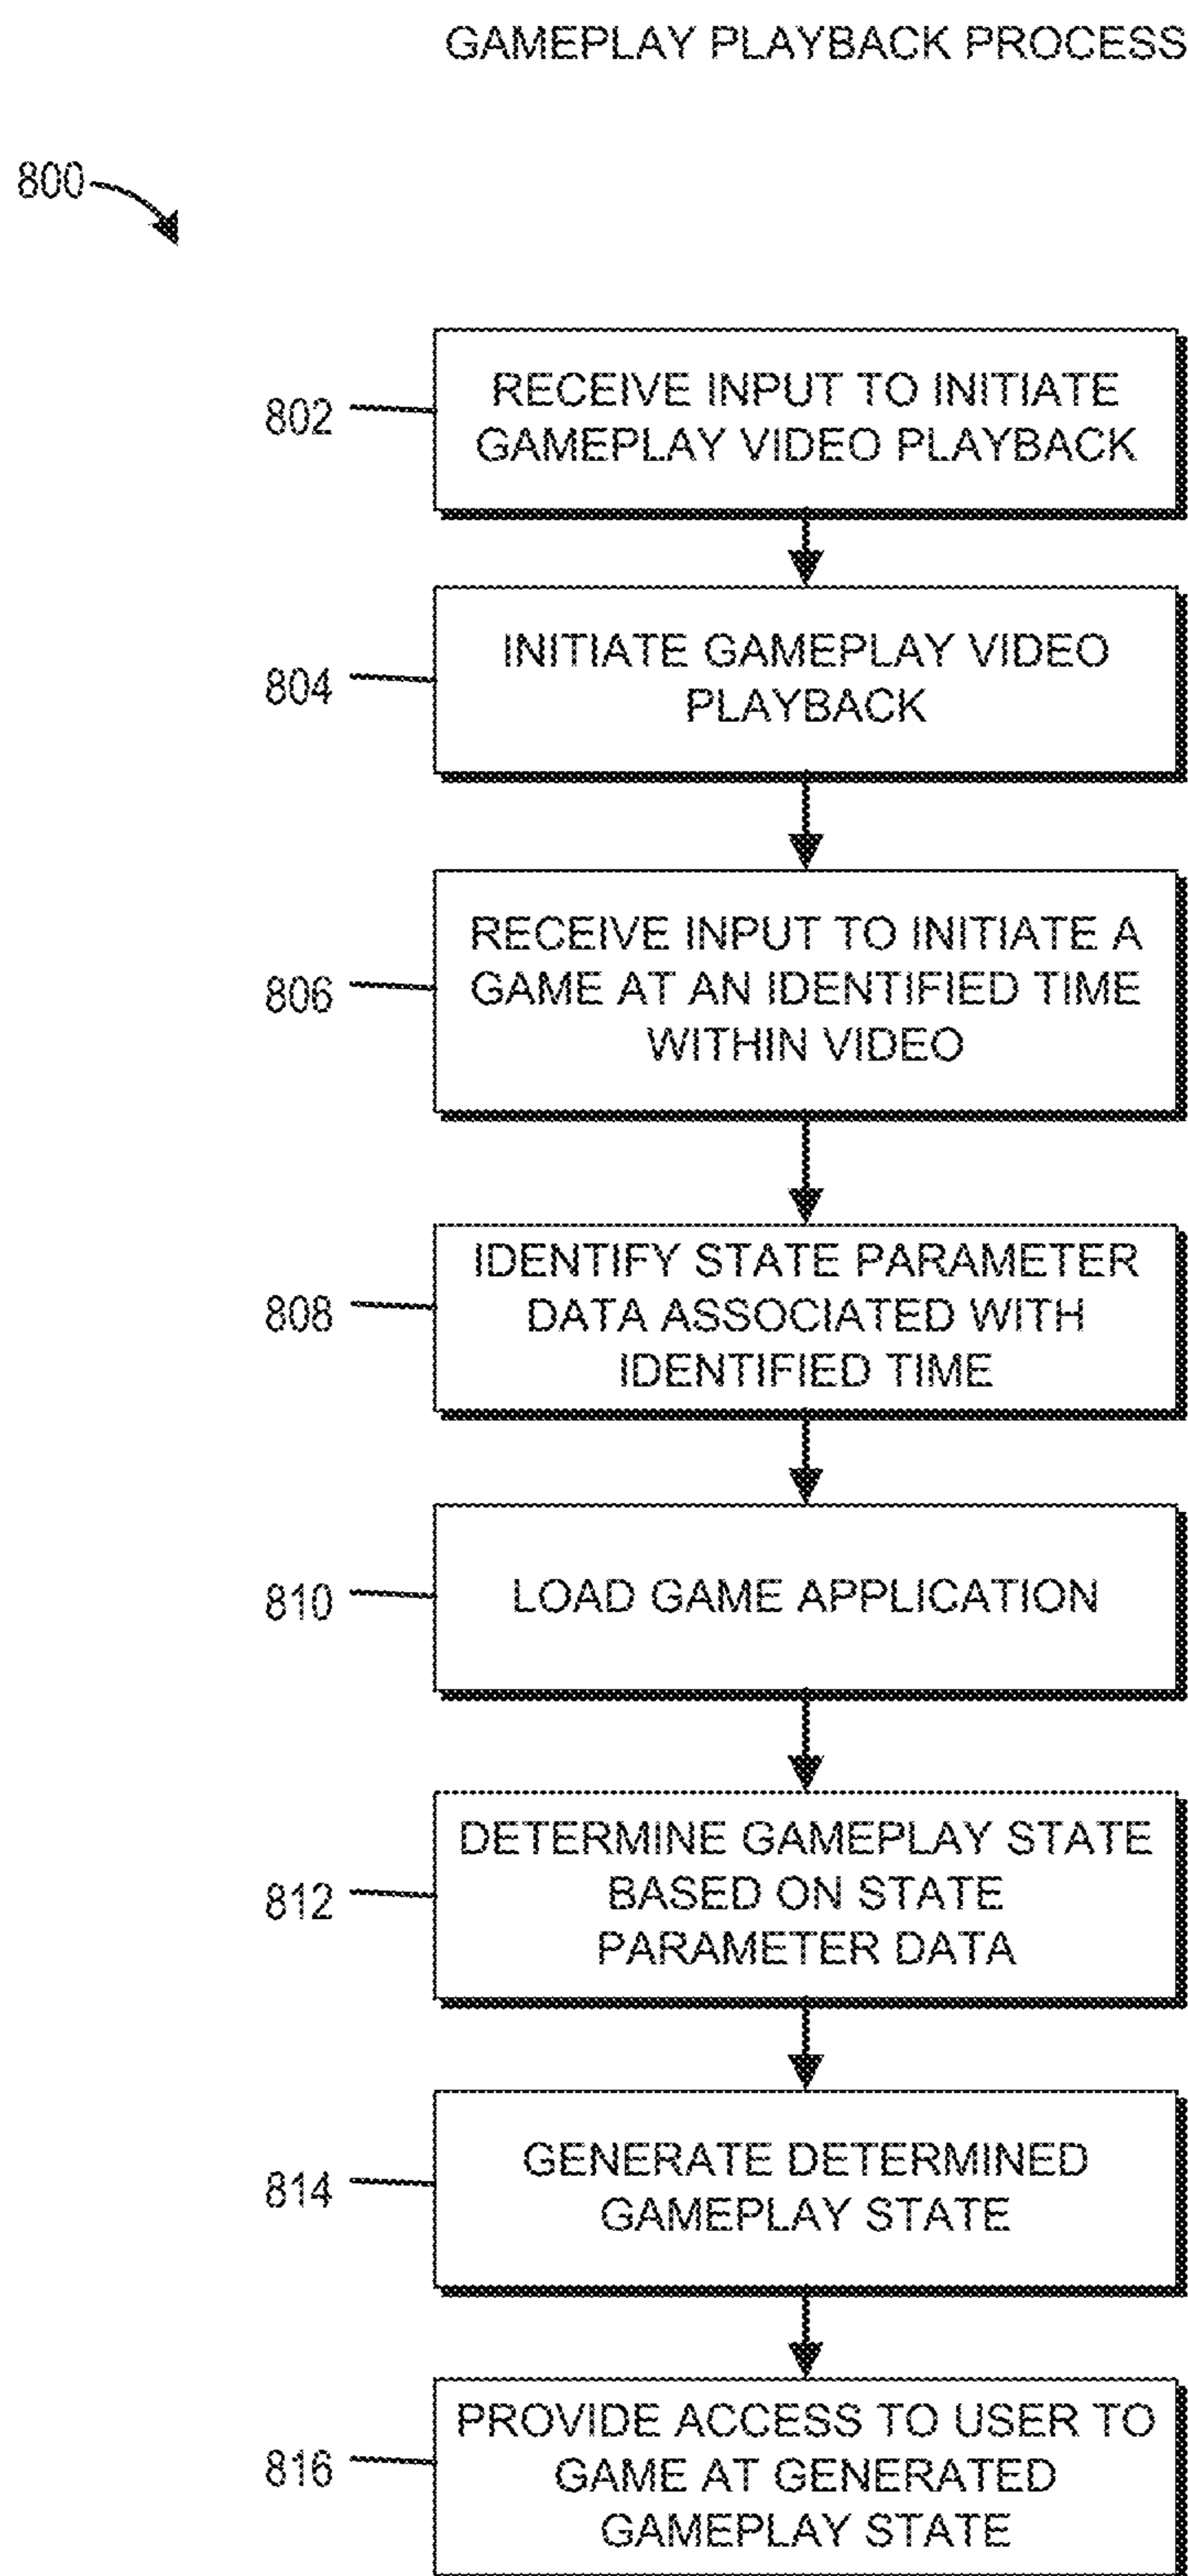 GAMEPLAY PLAYBACK PROCESS
800
802
RECEIVE INPUT TO INITIATE
GAMEPLAY VIDEO PLAYBACK
804
INITIATE GAMEPLAY VIDEO
PLAYBACK
806
RECEIVE INPUT TO INITIATE A
GAME AT AN IDENTIFIED TIME
WITHIN VIDEO
808
IDENTIFY STATE PARAMETER
DATA ASSOCIATED WITH
IDENTIFIED TIME
810
LOAD GAME APPLICATION
812
DETERMINE GAMEPLAY STATE
BASED ON STATE
PARAMETER DATA
814
GENERATE DETERMINED
GAMEPLAY STATE
816
PROVIDE ACCESS TO USER TO
GAME AT GENERATED
GAMEPLAY STATE